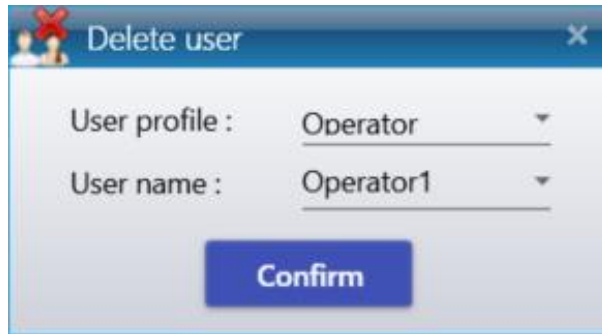 Delete user
User profile : Operator
User name : Operator1
Confirm